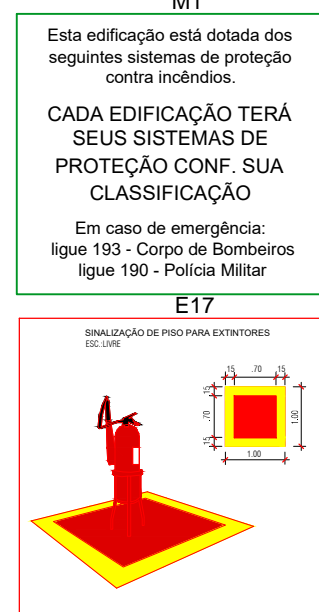 M1
Esta edificação está dotada dos
seguintes sistemas de proteção
contra incêndios.
CADA EDIFICAÇÃO TERÁ
SEUS SISTEMAS DE
PROTEÇÃO CONF. SUA
CLASSIFICAÇÃO
Em caso de emergência:
ligue 193 - Corpo de Bombeiros
ligue 190 - Polícia Militar
E17
SINALIZAÇÃO DE PISO PARA EXTINTORES
ESC.:LIVRE
15 .70 15
15
.70
15
1.00
1.00